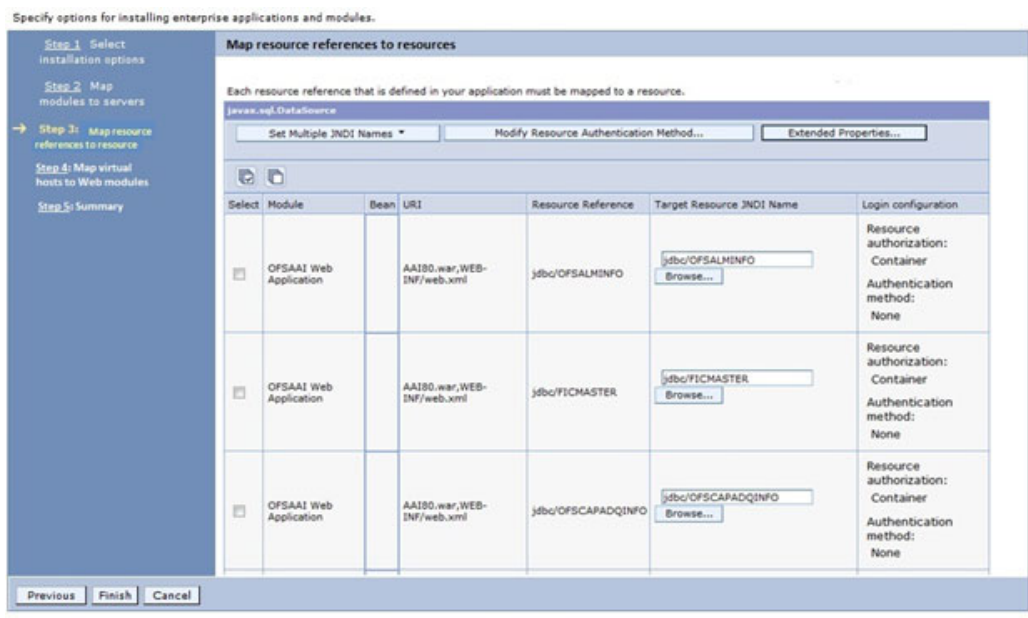 Specify options for installing enterprise applications and modules.
Step 1 Select
installation options
Step 2 Map
modules to servers
Step 3: Map resource
references to resource
Step 4: Map virtual
hosts to Web modules
Step 5: Summary
Map resource references to resources
Each resource reference that is defined in your application must be mapped to a resource.
javax.sql.DataSource
Set Multiple JNDI Names
Modify Resource Authentication Method...
Extended Properties...
Select Module Bean URI Resource Reference Target Resource JNDI Name Login configuration
OFSAAI Web
Application
AAI80.war,WEB-
INF/web.xml
jdbc/OFSALMINFO
jdbc/OFSALMINFO
Browse...
Resource
authorization:
Container
Authentication
method:
None
OFSAAI Web
Application
AAI80.war,WEB-
INF/web.xml
jdbc/FICMASTER
jdbc/FICMASTER
Browse...
Resource
authorization:
Container
Authentication
method:
None
OFSAAI Web
Application
AAI80.war,WEB-
INF/web.xml
jdbc/OFSCAPADQINFO
jdbc/OFSCAPADQINFO
Browse...
Resource
authorization:
Container
Authentication
method:
None
Previous Finish Cancel